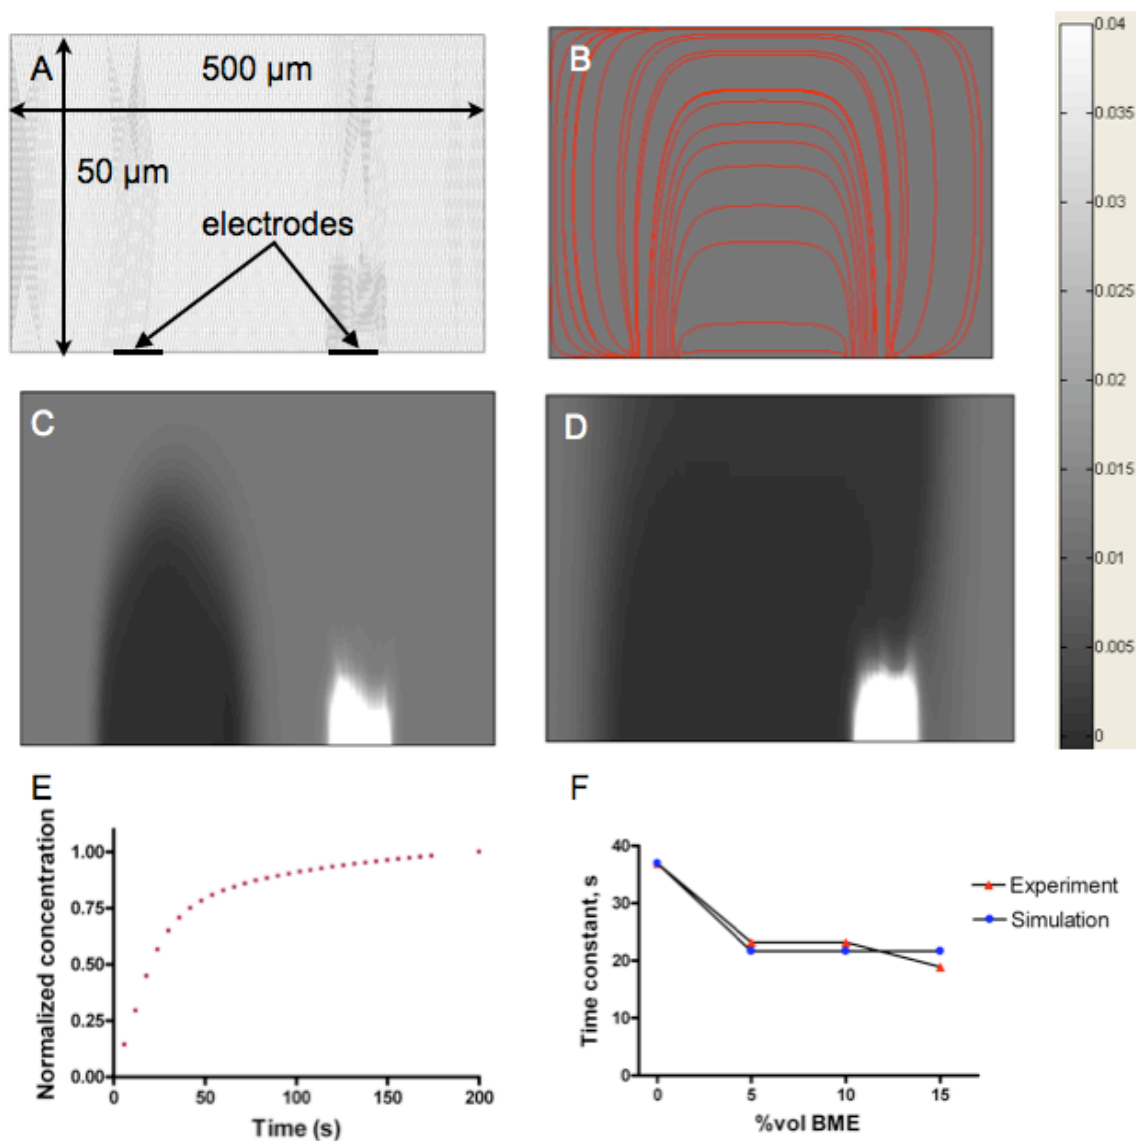 A
500 µm
50 µm
electrodes
B
0.04
0.035
0.03
0.025
0.02
0.015
0.01
0.005
0
C
D
E
Normalized concentration
1.00
0.75
0.50
0.25
0.00
0 50 100 150 200
Time (s)
F
Time constant, s
40
30
20
10
0
0 5 10 15
%vol BME
Experiment
Simulation